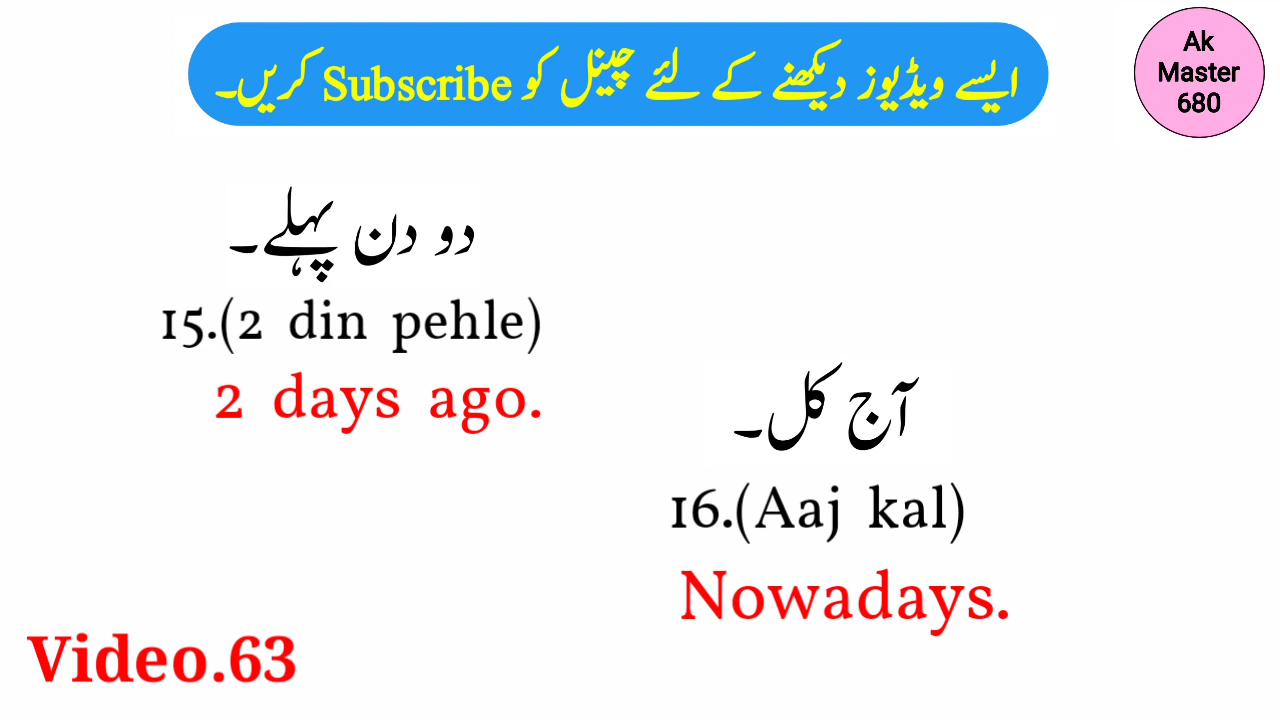 ایسے ویڈیوز دیکھنے کے لئے چینل کو Subscribe کریں۔
Ak
Master
680
دو دن پہلے۔
15.(2 din pehle)
2 days ago.
آج کل۔
16.(Aaj kal)
Nowadays.
Video.63